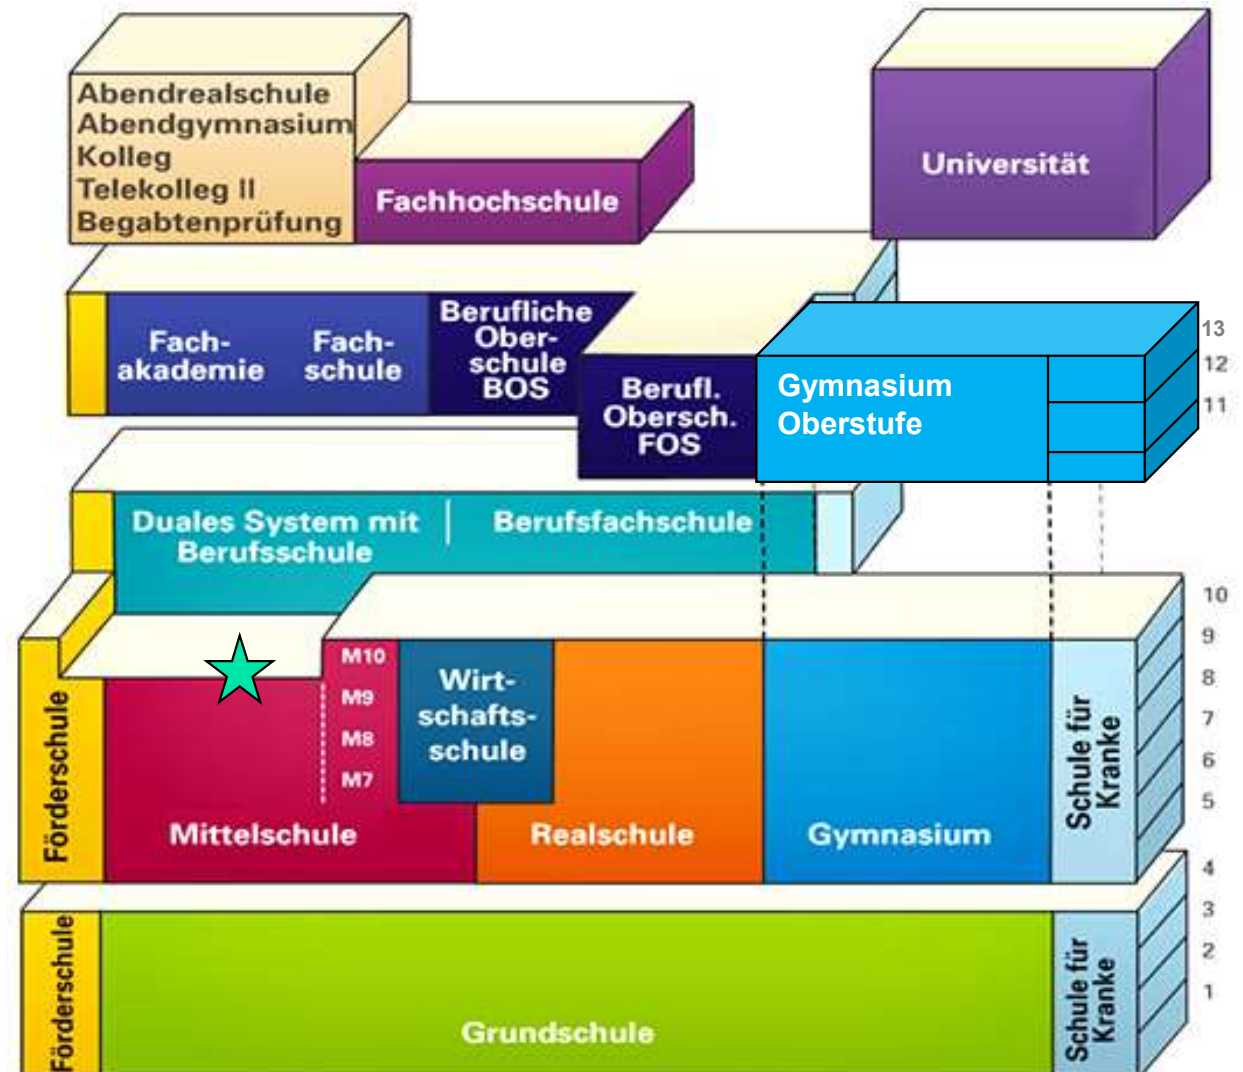 Abendrealschule
Abendgymnasium
Kolleg
Telekolleg II
Begabtenprüfung
Fachhochschule
Universität
Fach-
akademie
Fach-
schule
Berufliche
Ober-
schule
BOS
Berufl.
Obersch.
FOS
Gymnasium
Oberstufe
13
12
11
Duales System mit
Berufsschule
Berufsfachschule
Förderschule
Mittelschule
M10
M9
M8
M7
Wirt-
schafts-
schule
Realschule
Gymnasium
Schule für
Kranke
10
9
8
7
6
5
Förderschule
Grundschule
Schule für
Kranke
4
3
2
1